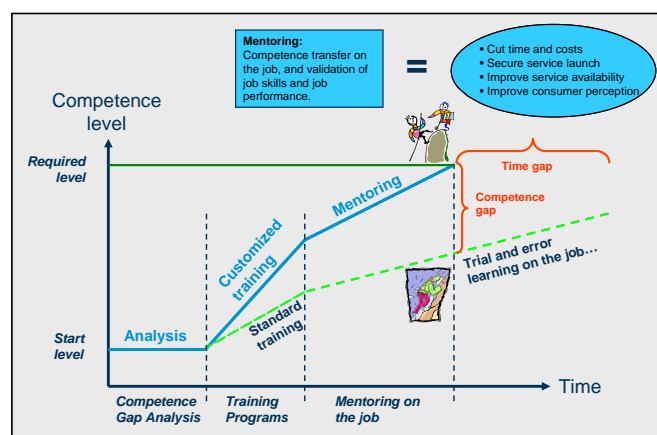 Mentoring:
Competence transfer on
the job, and validation of
job skills and job
performance.
=
• Cut time and costs
• Secure service launch
• Improve service availability
• Improve consumer perception
Competence
level
Required
level
Time gap
Competence
gap
Mentoring
Customized
training
Trial and error
learning on the job…
Standard
training
Analysis
Start
level
Time
Competence
Gap Analysis
Training
Programs
Mentoring on
the job